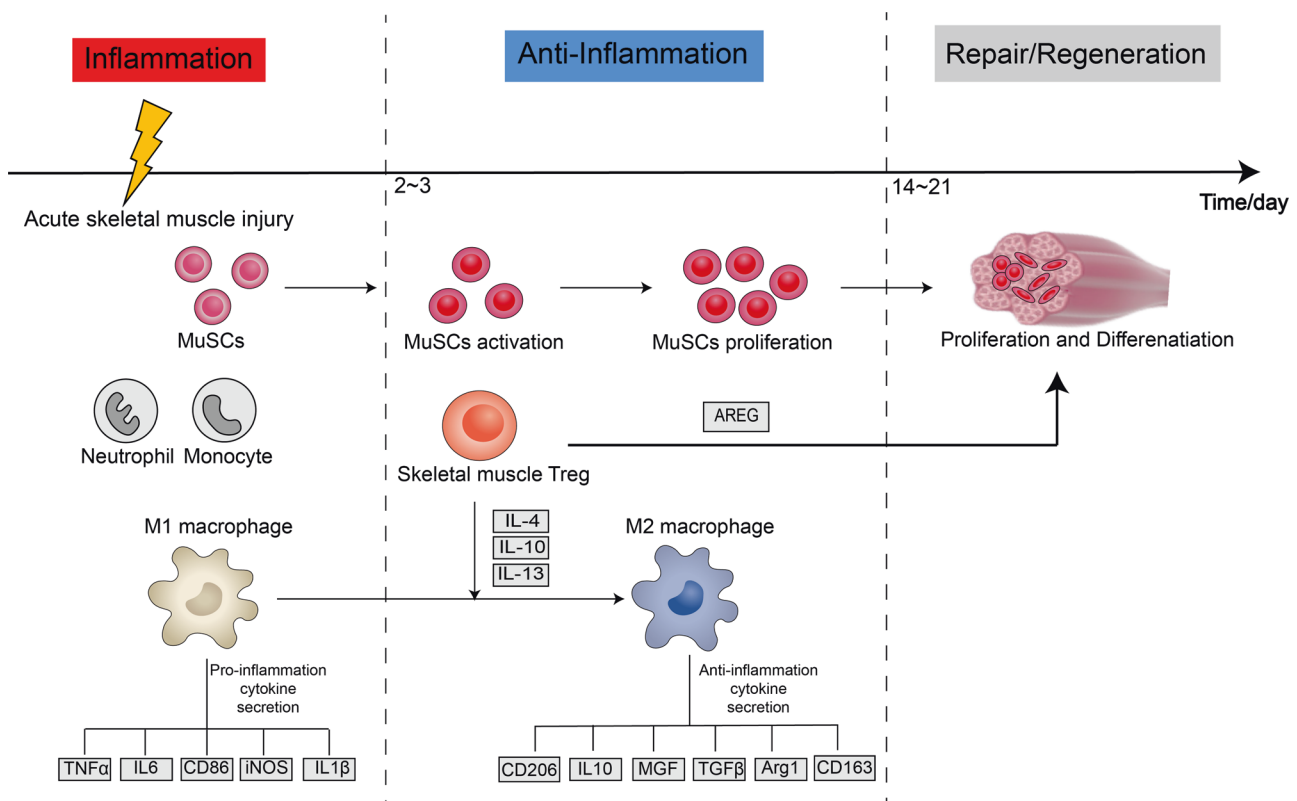 Inflammation
Anti-Inflammation
Repair/Regeneration
2~3
14~21
Time/day
Acute skeletal muscle injury
MuSCs
MuSCs activation
MuSCs proliferation
Proliferation and Differenatiation
Neutrophil
Monocyte
Skeletal muscle Treg
AREG
IL-4
IL-10
IL-13
M1 macrophage
M2 macrophage
Pro-inflammation
cytokine
secretion
Anti-inflammation
cytokine
secretion
TNFα
IL6
CD86
iNOS
IL1β
CD206
IL10
MGF
TGFβ
Arg1
CD163